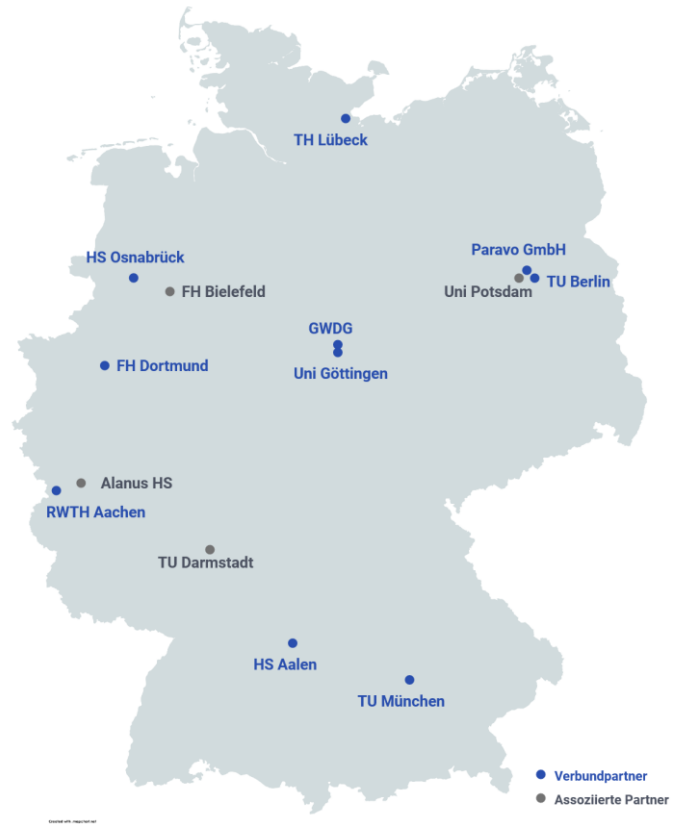 TH Lübeck
HS Osnabrück
Paravo GmbH
TU Berlin
FH Bielefeld
Uni Potsdam
GWDG
FH Dortmund
Uni Göttingen
Alanus HS
RWTH Aachen
TU Darmstadt
HS Aalen
TU München
Verbundpartner
Assoziierte Partner